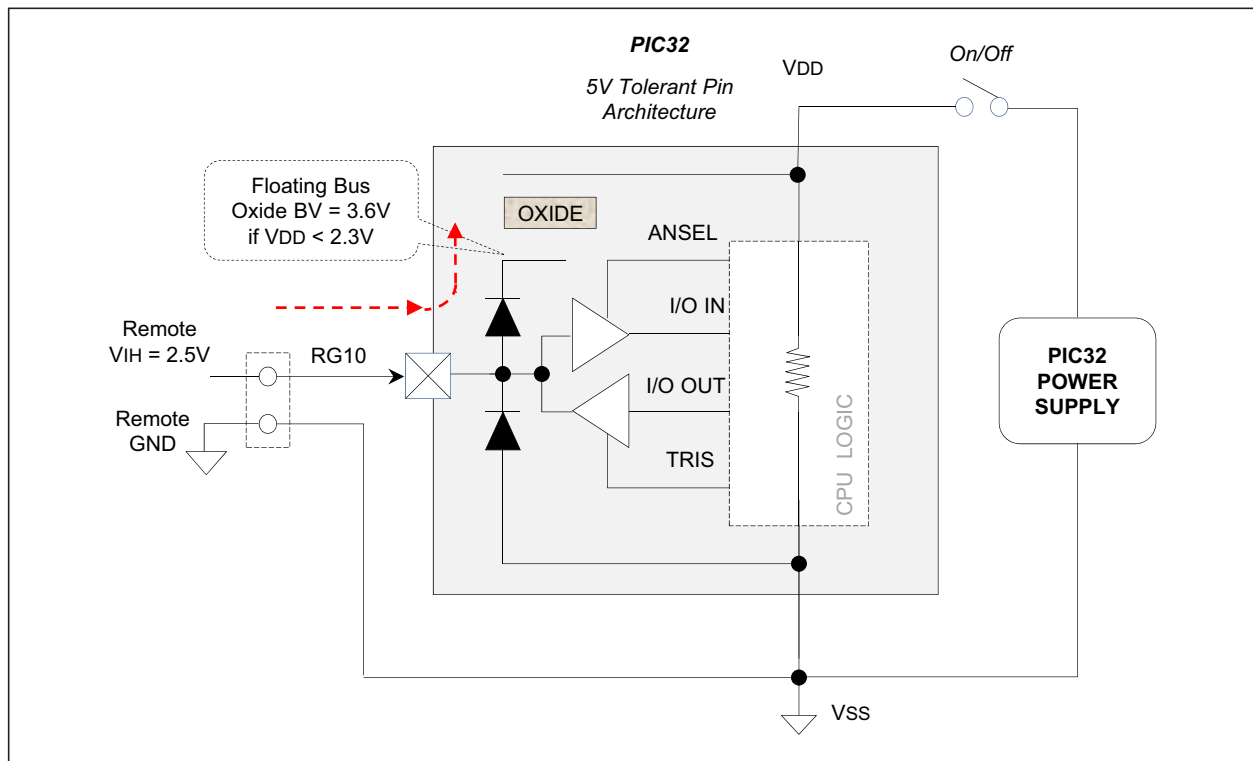 PIC32
5V Tolerant Pin
Architecture
VDD
On/Off
Floating Bus
Oxide BV = 3.6V
if VDD < 2.3V
OXIDE
ANSEL
I/O IN
Remote
VIH = 2.5V
RG10
I/O OUT
Remote
GND
TRIS
CPU LOGIC
PIC32
POWER
SUPPLY
VSS